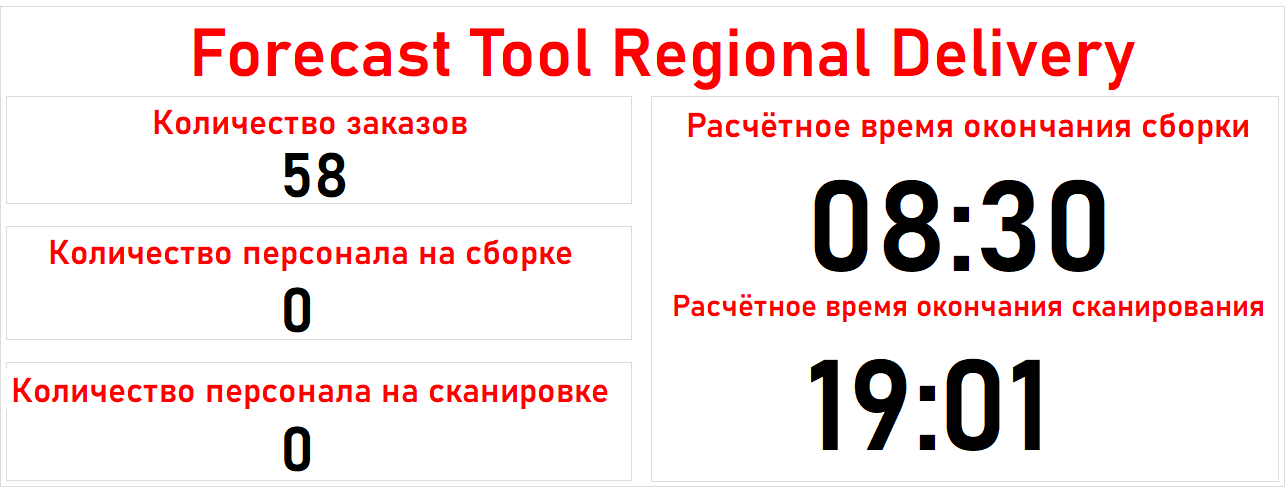 Forecast Tool Regional Delivery
Количество заказов
58
Количество персонала на сборке
0
Количество персонала на сканировке
0
Расчётное время окончания сборки
08:30
Расчётное время окончания сканирования
19:01